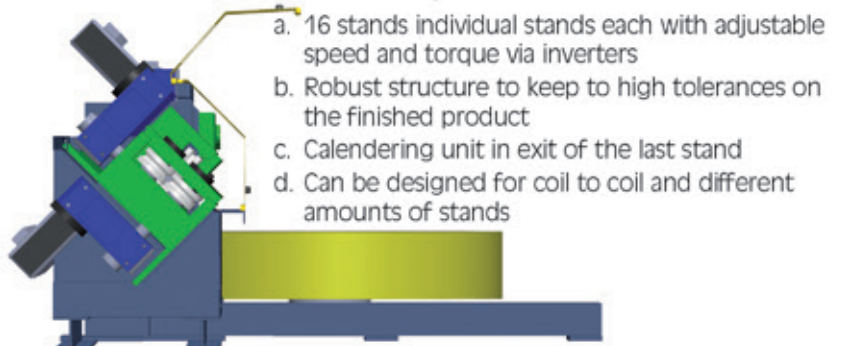 a. 16 stands individual stands each with adjustable
speed and torque via inverters
b. Robust structure to keep to high tolerances on
the finished product
c. Calendering unit in exit of the last stand
d. Can be designed for coil to coil and different
amounts of stands